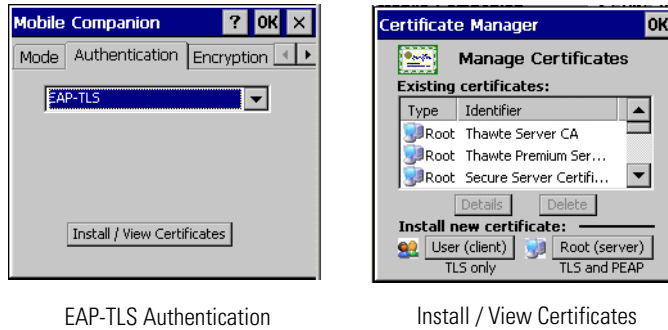 Mobile Companion ? OK ×
Mode Authentication Encryption
EAP-TLS
Install / View Certificates
EAP-TLS Authentication
Certificate Manager OK
Manage Certificates
Existing certificates:
Type Identifier
Root Thawte Server CA
Root Thawte Premium Ser...
Root Secure Server Certifi...
Details Delete
Install new certificate:
User (client) Root (server)
TLS only TLS and PEAP
Install / View Certificates